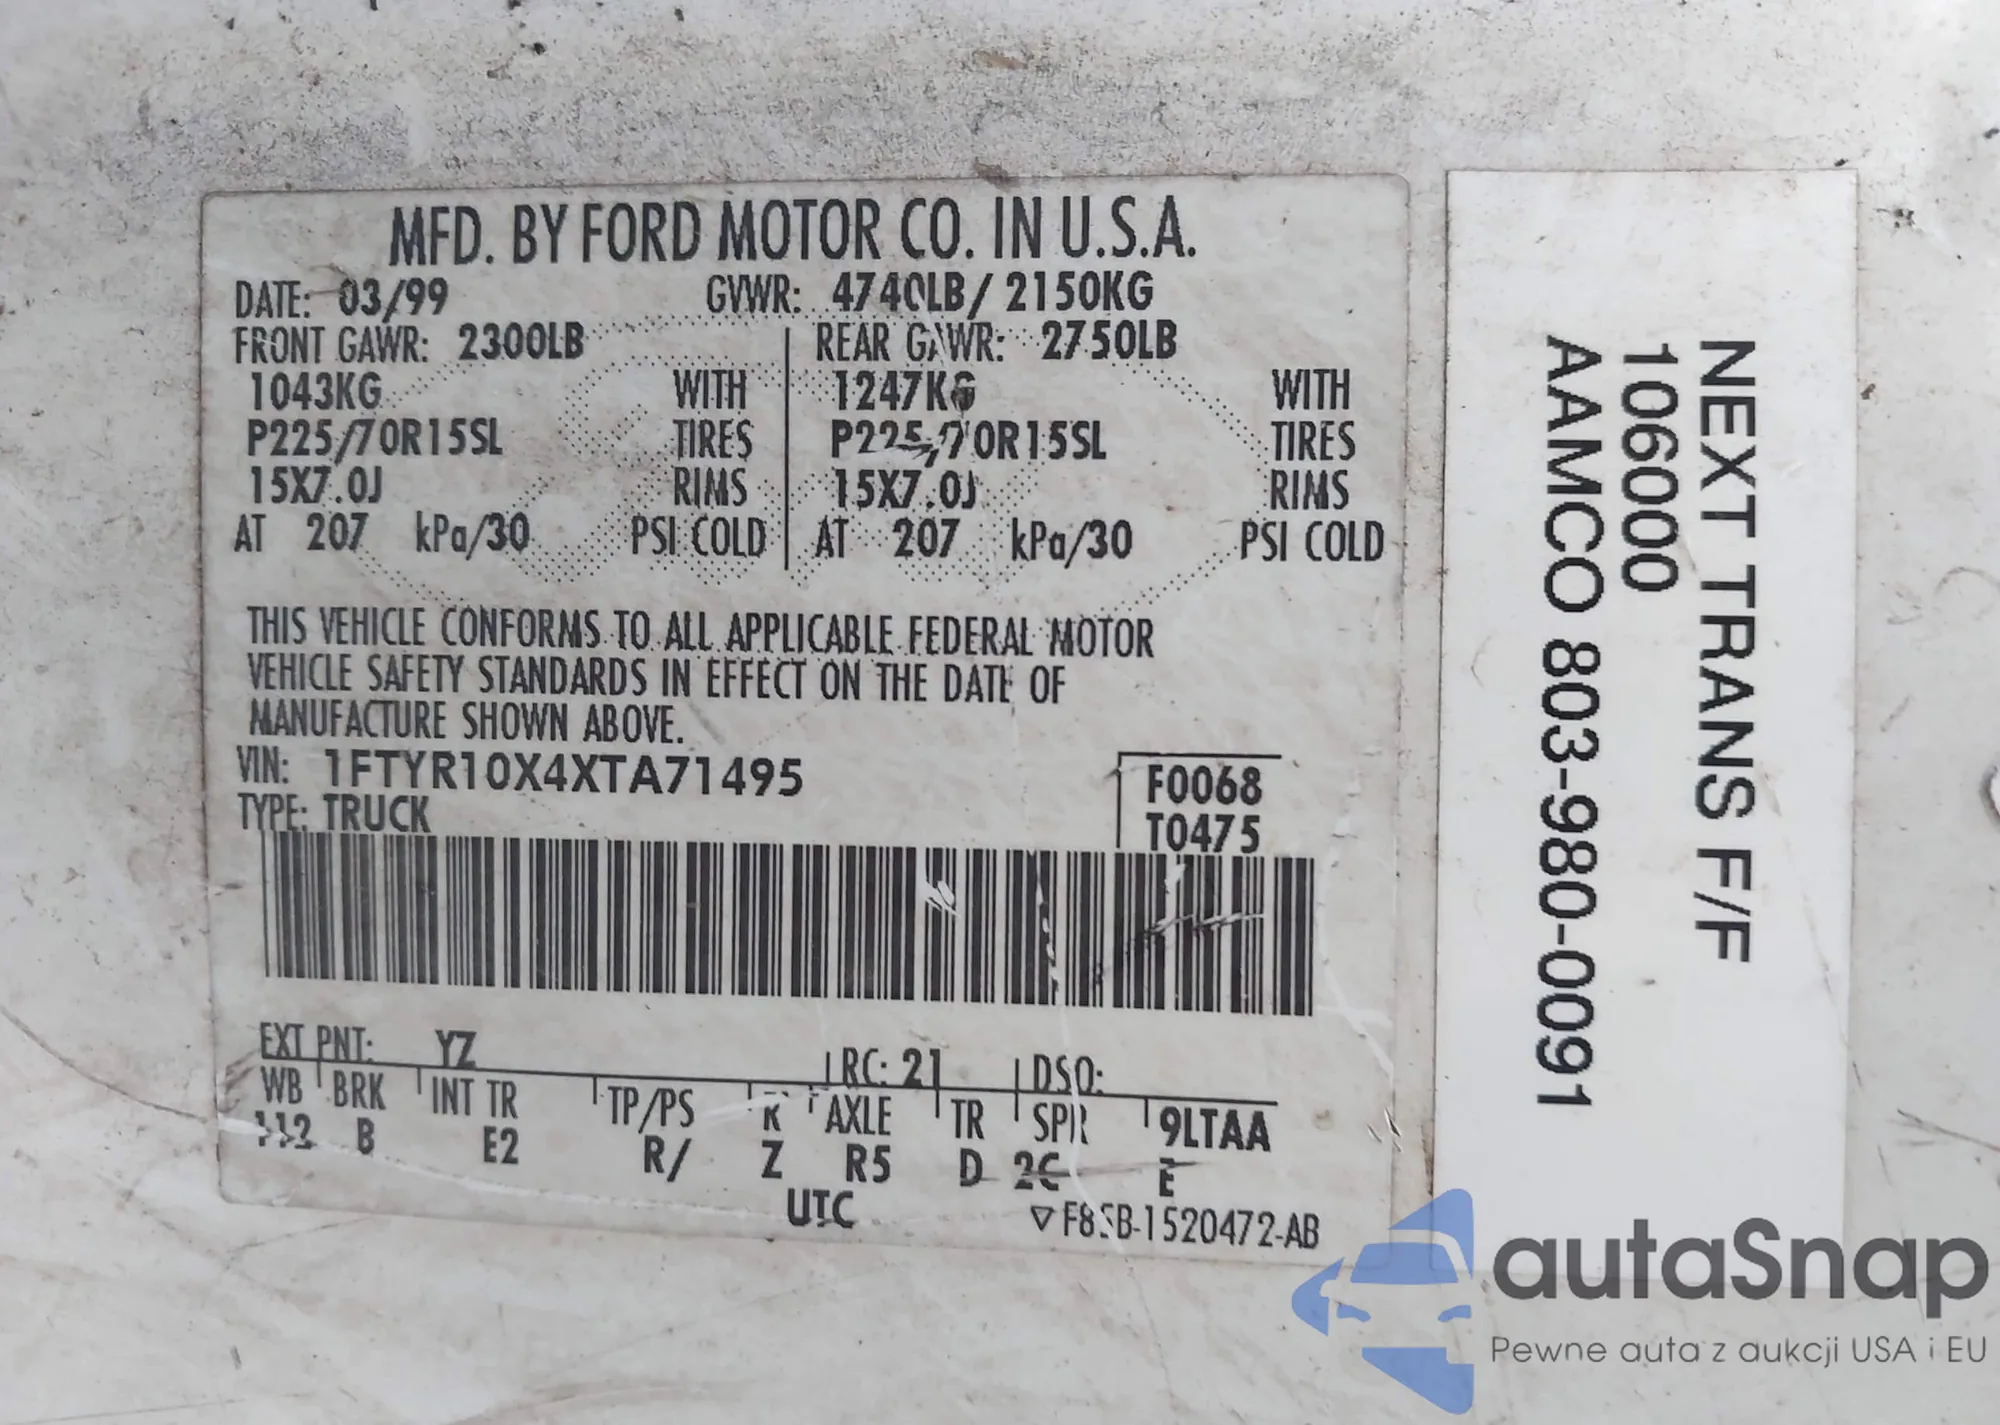 MFD. BY FORD MOTOR CO. IN U.S.A.
DATE: 03/99 GVWR: 4740LB/ 2150KG
FRONT GAWR: 2300LB REAR GAWR: 2750LB
1043KG WITH 1247KG WITH
P225/70R15SL TIRES P225/70R15SL TIRES
15X7.0J RIMS 15X7.0J RIMS
AT 207 kPa/30 PSI COLD AT 207 kPa/30 PSI COLD
THIS VEHICLE CONFORMS TO ALL APPLICABLE FEDERAL MOTOR
VEHICLE SAFETY STANDARDS IN EFFECT ON THE DATE OF
MANUFACTURE SHOWN ABOVE.
VIN: 1FTYR10X4XTA71495
F0068
TYPE: TRUCK
T0475
EXT PNT: YZ RC: 21 DSO:
WB BRK INT TR TP/PS R AXLE TR SPR 9LTAA
112 B E2 R/ Z R5 D 2C E
UTC
F85B-1520472-AB
NEXT TRANS F/F
106000
AAMCO 803-980-0091
autaSnap
Pewne auta z aukcji USA i EU